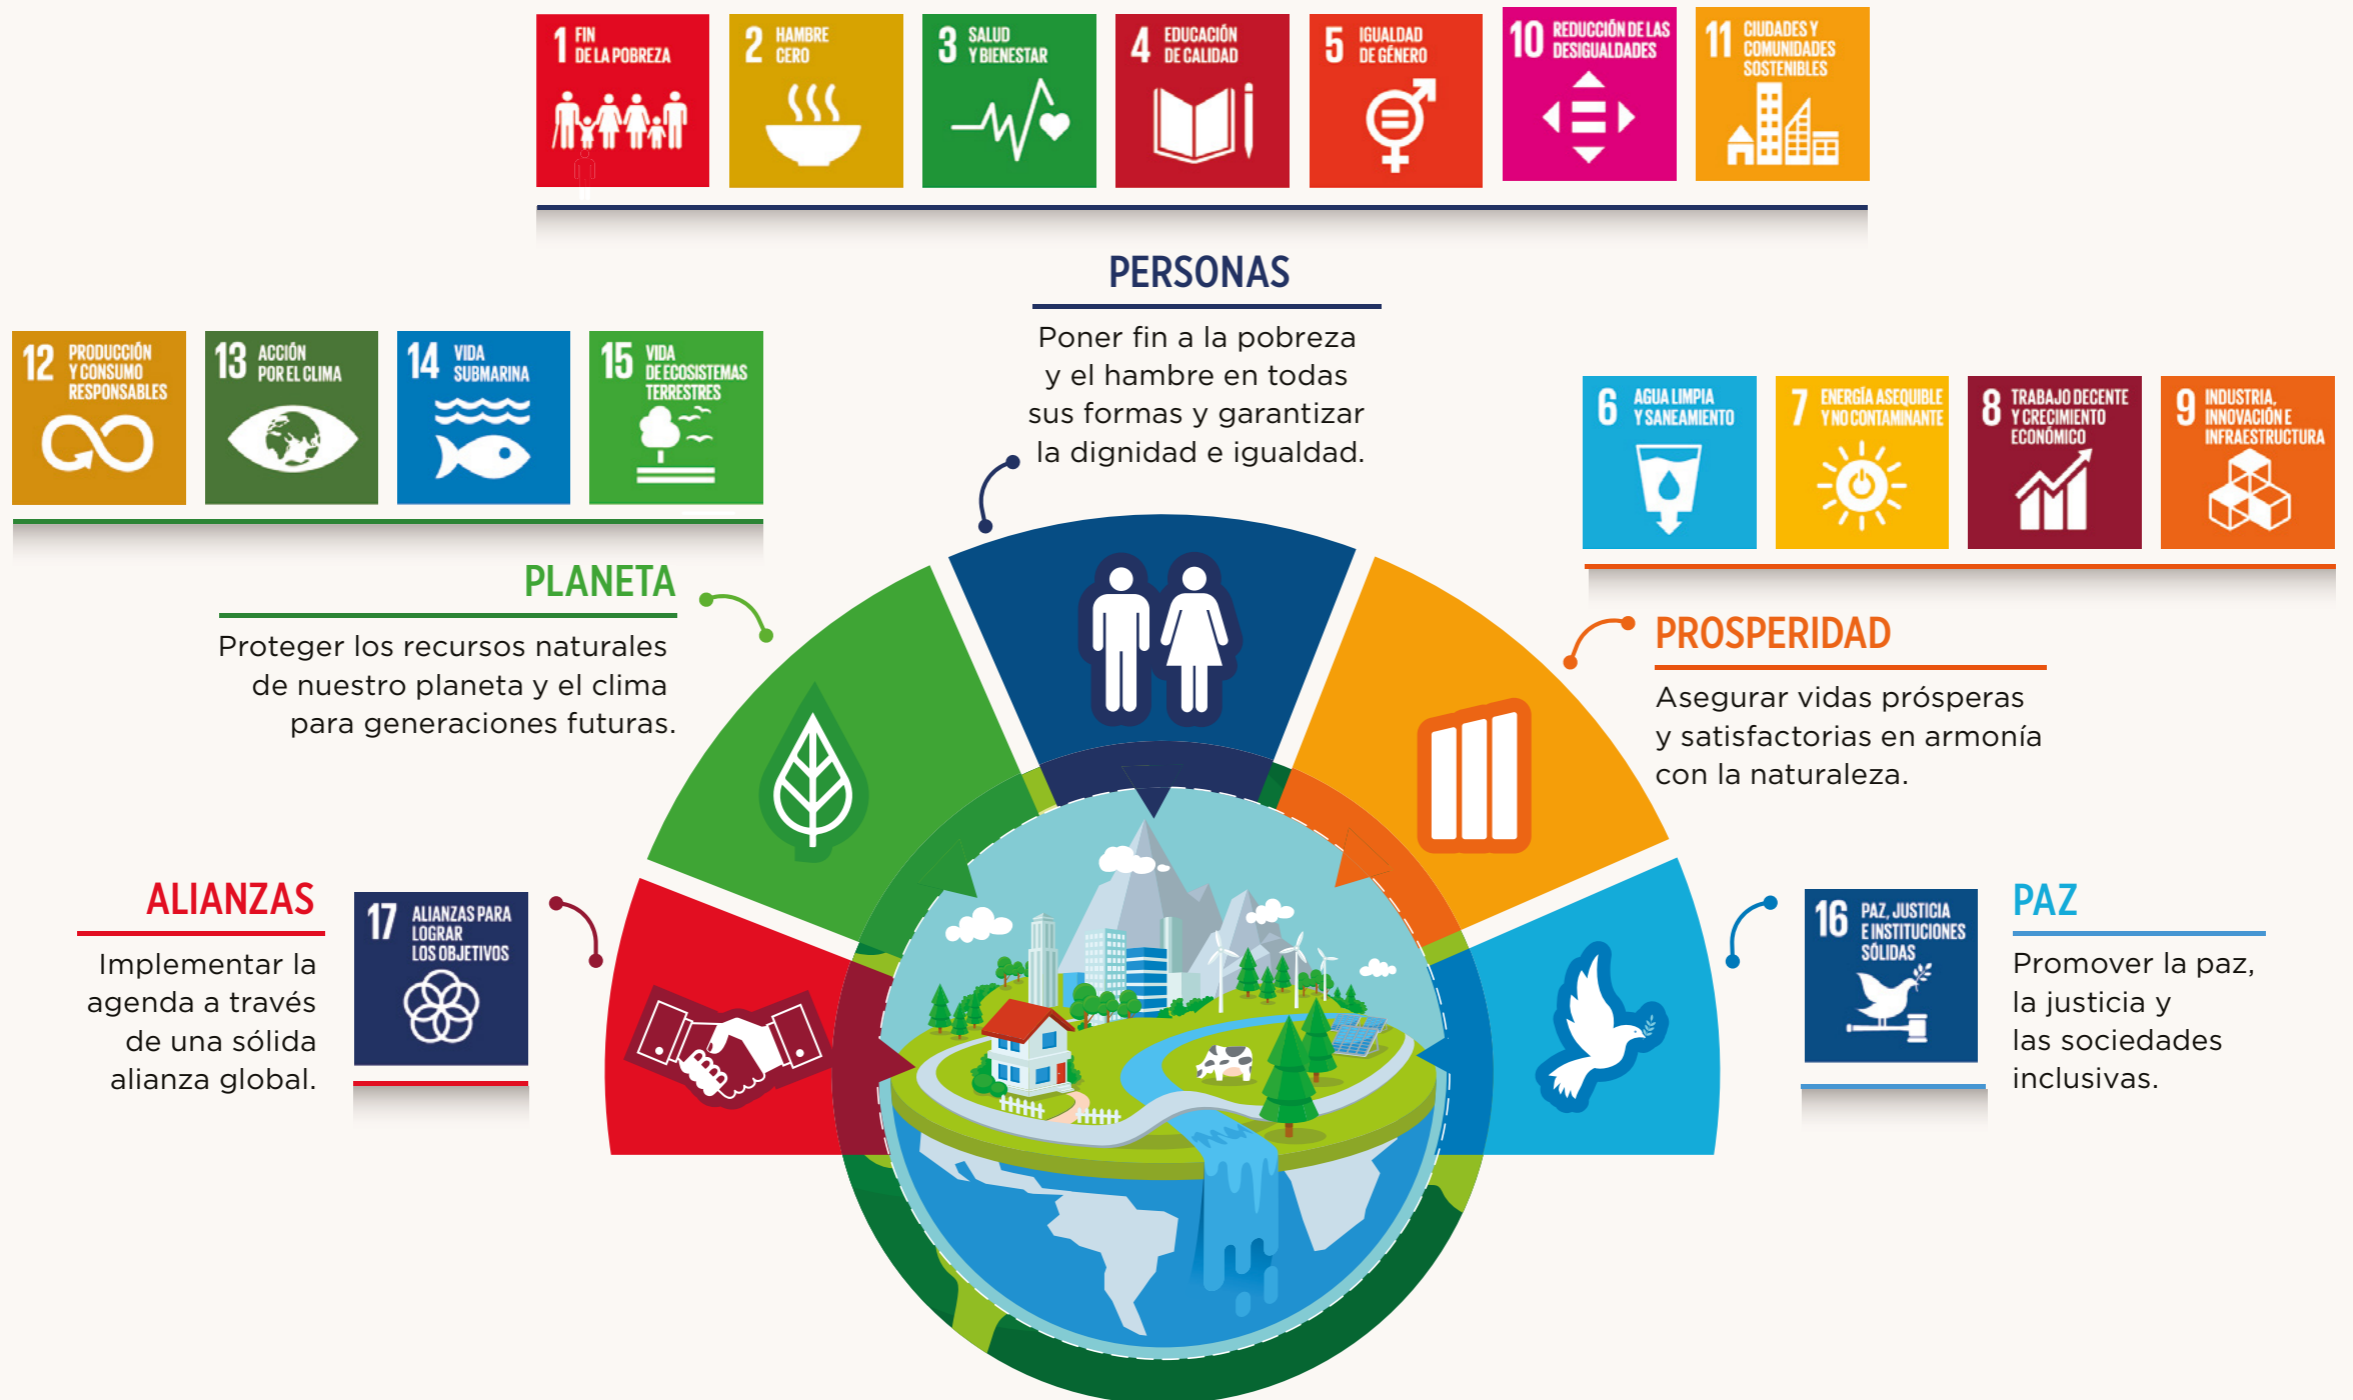 1 FIN
DE LA POBREZA
2 HAMBRE
CERO
3 SALUD
Y BIENESTAR
4 EDUCACIÓN
DE CALIDAD
5 IGUALDAD
DE GÉNERO
10 REDUCCIÓN DE LAS
DESIGUALDADES
11 CIUDADES Y
COMUNIDADES
SOSTENIBLES
PERSONAS
Poner fin a la pobreza
y el hambre en todas
sus formas y garantizar
la dignidad e igualdad.
12 PRODUCCIÓN
Y CONSUMO
RESPONSABLES
13 ACCIÓN
POR EL CLIMA
14 VIDA
SUBMARINA
15 VIDA
DE ECOSISTEMAS
TERRESTRES
PLANETA
Proteger los recursos naturales
de nuestro planeta y el clima
para generaciones futuras.
6 AGUA LIMPIA
Y SANEAMIENTO
7 ENERGÍA ASEQUIBLE
Y NO CONTAMINANTE
8 TRABAJO DECENTE
Y CRECIMIENTO
ECONÓMICO
9 INDUSTRIA,
INNOVACIÓN E
INFRAESTRUCTURA
PROSPERIDAD
Asegurar vidas prósperas
y satisfactorias en armonía
con la naturaleza.
ALIANZAS
Implementar la
agenda a través
de una sólida
alianza global.
17 ALIANZAS PARA
LOGRAR
LOS OBJETIVOS
16 PAZ, JUSTICIA
E INSTITUCIONES
SÓLIDAS
PAZ
Promover la paz,
la justicia y
las sociedades
inclusivas.